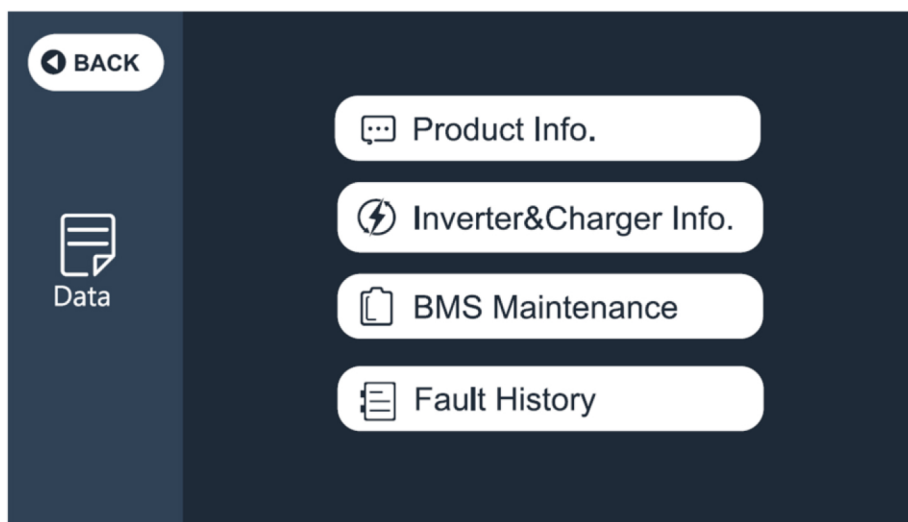 BACK
Data
Product Info.
Inverter&Charger Info.
BMS Maintenance
Fault History